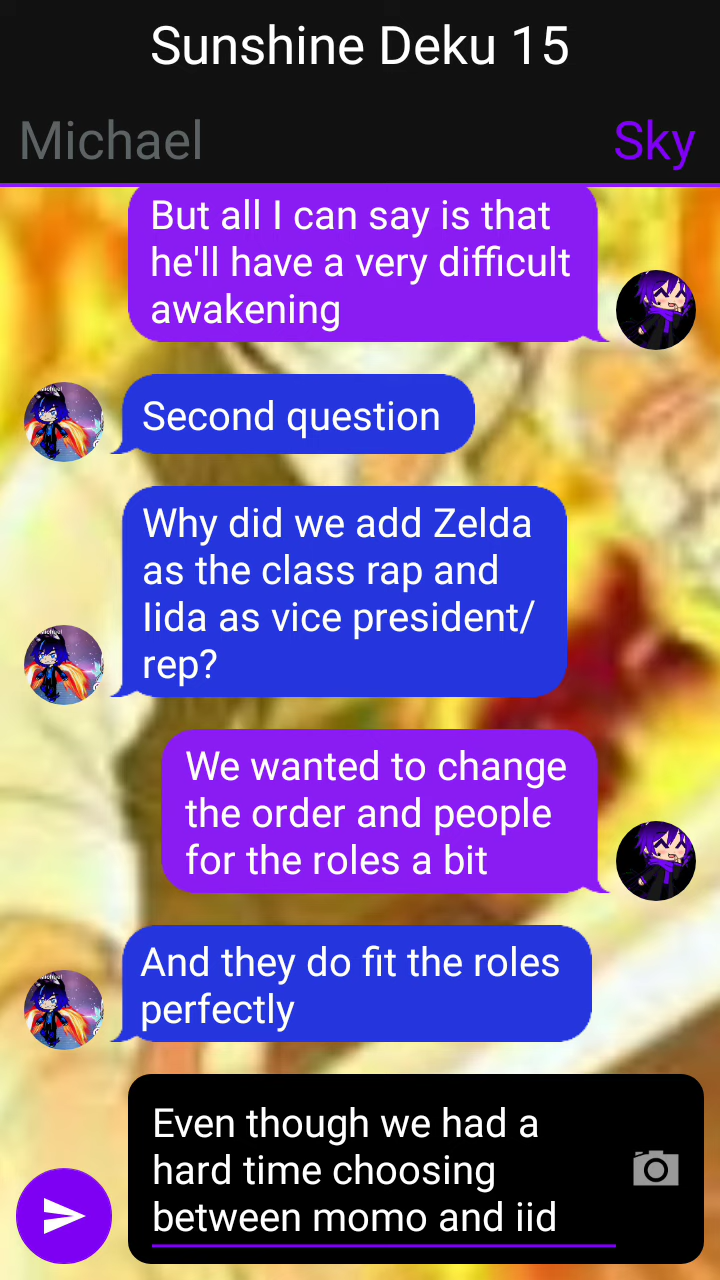 Sunshine Deku 15
Michael
Sky
But all I can say is that
he'll have a very difficult
awakening
Second question
Why did we add Zelda
as the class rap and
Iida as vice president/
rep?
We wanted to change
the order and people
for the roles a bit
And they do fit the roles
perfectly
Even though we had a
hard time choosing
between momo and iid